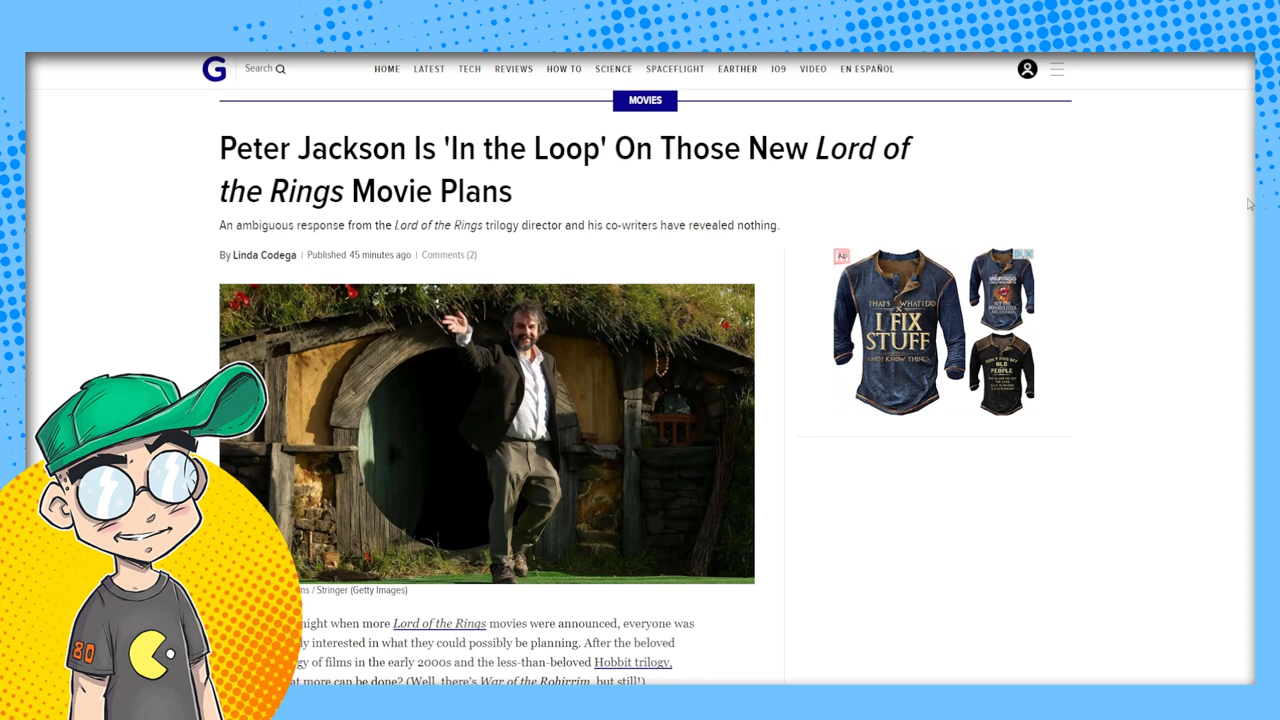 G
Search
HOME LATEST TECH REVIEWS HOW TO SCIENCE SPACEFLIGHT EARTHER IO9 VIDEO EN ESPAÑOL
MOVIES
Peter Jackson Is 'In the Loop' On Those New Lord of
the Rings Movie Plans
An ambiguous response from the Lord of the Rings trilogy director and his co-writers have revealed nothing.
By Linda Codega | Published 45 minutes ago | Comments (2)
THAT'S WHAT I DO
I FIX
STUFF
AND I KNOW THINGS
OLD
PEOPLE
/ Stringer (Getty Images)
night when more Lord of the Rings movies were announced, everyone was
interested in what they could possibly be planning. After the beloved
of films in the early 2000s and the less-than-beloved Hobbit trilogy,
more can be done? (Well, there's War of the Rohirrim, but still!)
80